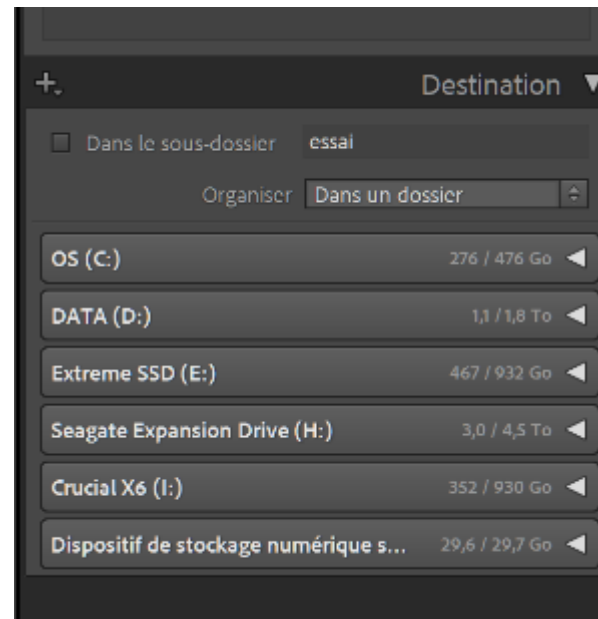 Destination
Dans le sous-dossier essai
Organiser Dans un dossier
OS (C:) 276 / 476 Go
DATA (D:) 1,1 / 1,8 To
Extreme SSD (E:) 467 / 932 Go
Seagate Expansion Drive (H:) 3,0 / 4,5 To
Crucial X6 (I:) 352 / 930 Go
Dispositif de stockage numérique s... 29,6 / 29,7 Go